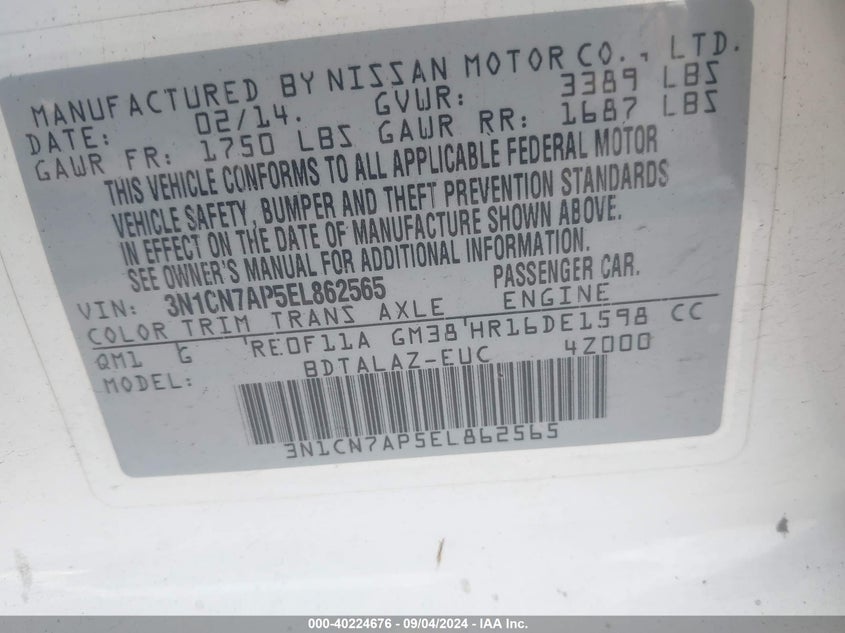 MANUFACTURED BY NISSAN MOTOR CO., LTD.
DATE: 02/14. GVWR: 3389 LBS
GAWR FR: 1750 LBS GAWR RR: 1687 LBS
THIS VEHICLE CONFORMS TO ALL APPLICABLE FEDERAL MOTOR
VEHICLE SAFETY, BUMPER AND THEFT PREVENTION STANDARDS
IN EFFECT ON THE DATE OF MANUFACTURE SHOWN ABOVE.
SEE OWNER'S MANUAL FOR ADDITIONAL INFORMATION.
VIN: 3N1CN7AP5EL862565 PASSENGER CAR.
COLOR TRIM TRANS AXLE ENGINE
QM1 G RE0F11A GM38 HR16DE1598 CC
MODEL: BDTALAZ-EUC 4Z000
3N1CN7AP5EL862565
000-40224676 - 09/04/2024 - IAA Inc.